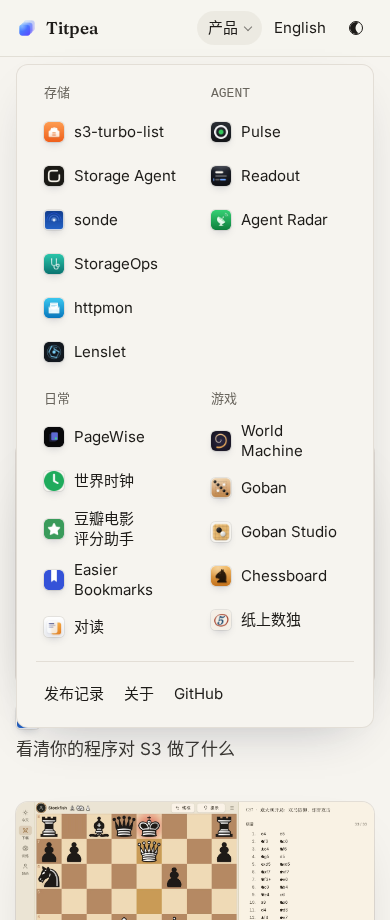 Titpea
产品
English
存储
s3-turbo-list
Storage Agent
sonde
StorageOps
httpmon
Lenslet
AGENT
Pulse
Readout
Agent Radar
日常
PageWise
世界时钟
豆瓣电影
评分助手
Easier
Bookmarks
对读
游戏
World
Machine
Goban
Goban Studio
Chessboard
纸上数独
发布记录 关于 GitHub
看清你的程序对 S3 做了什么
Stockfish